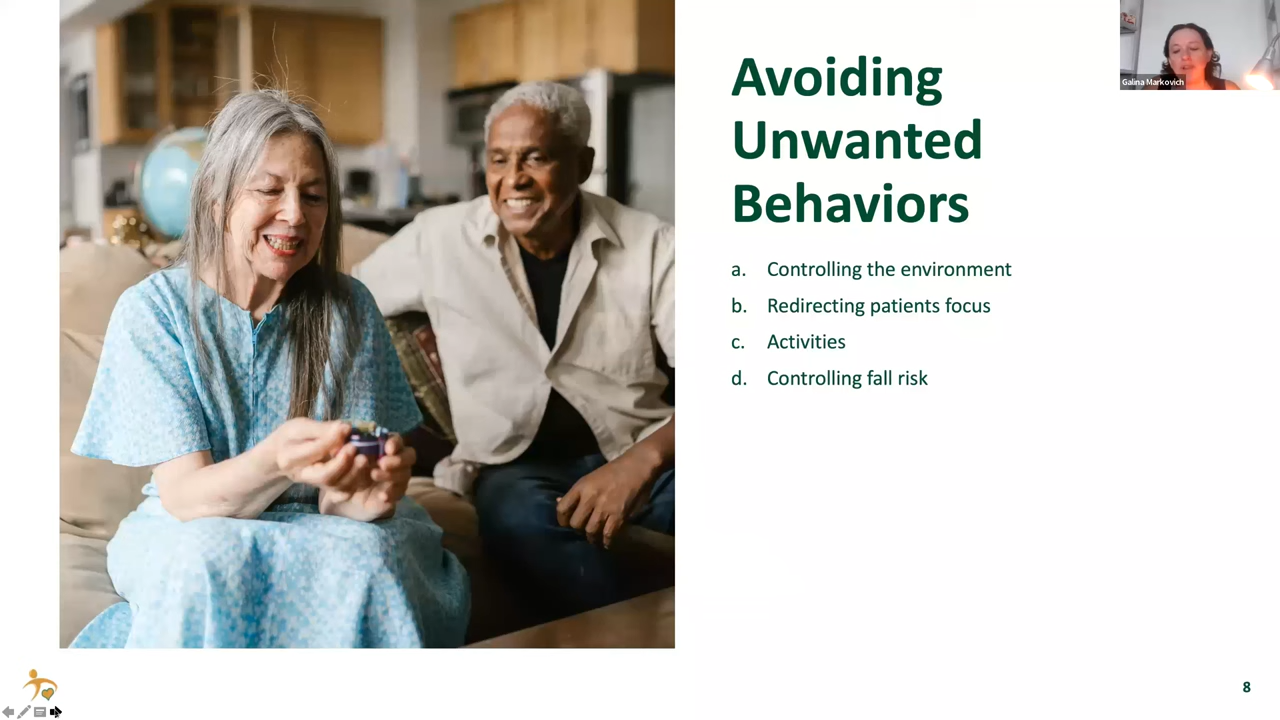 Avoiding
Unwanted
Behaviors
a. Controlling the environment
b. Redirecting patients focus
c. Activities
d. Controlling fall risk
Galina Markovich
8